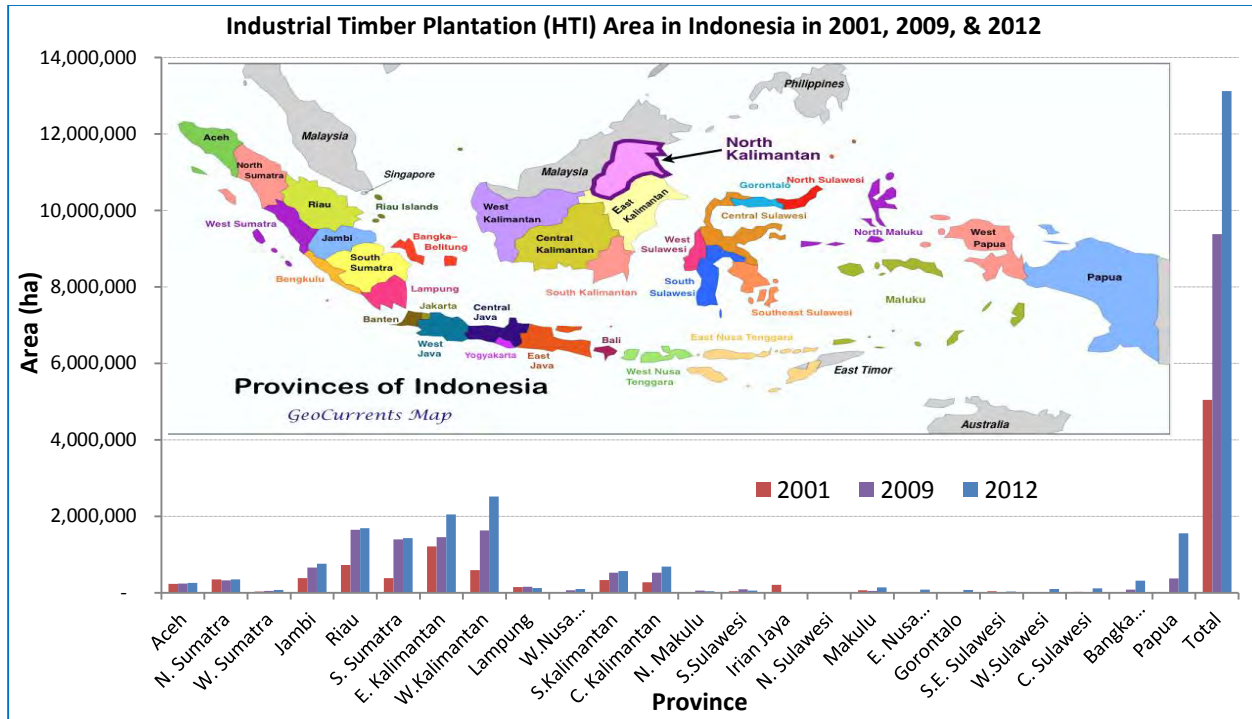 Industrial Timber Plantation (HTI) Area in Indonesia in 2001, 2009, & 2012
Area (ha)
14,000,000
12,000,000
10,000,000
8,000,000
6,000,000
4,000,000
2,000,000
-
Aceh
North
Sumatra
Malaysia
Singapore
Riau
Riau Islands
West Sumatra
Jambi
Bangka–
Belitung
South
Sumatra
Bengkulu
Lampung
Jakarta
Banten
Central
Java
West
Java
Yogyakarta
East
Java
Bali
West Nusa
Tenggara
East Nusa Tenggara
East Timor
Philippines
North
Kalimantan
Malaysia
West
Kalimantan
East
Kalimantan
Central
Kalimantan
South Kalimantan
Gorontalo
North Sulawesi
Central Sulawesi
West
Sulawesi
South
Sulawesi
Southeast Sulawesi
North Maluku
Maluku
West
Papua
Papua
Australia
Provinces of Indonesia
GeoCurrents Map
2001
2009
2012
Aceh
N. Sumatra
W. Sumatra
Jambi
Riau
S. Sumatra
E. Kalimantan
W.Kalimantan
Lampung
W.Nusa…
S.Kalimantan
C. Kalimantan
N. Makulu
S.Sulawesi
Irian Jaya
N. Sulawesi
Makulu
E. Nusa…
Gorontalo
S.E. Sulawesi
W.Sulawesi
C. Sulawesi
Bangka…
Papua
Total
Province